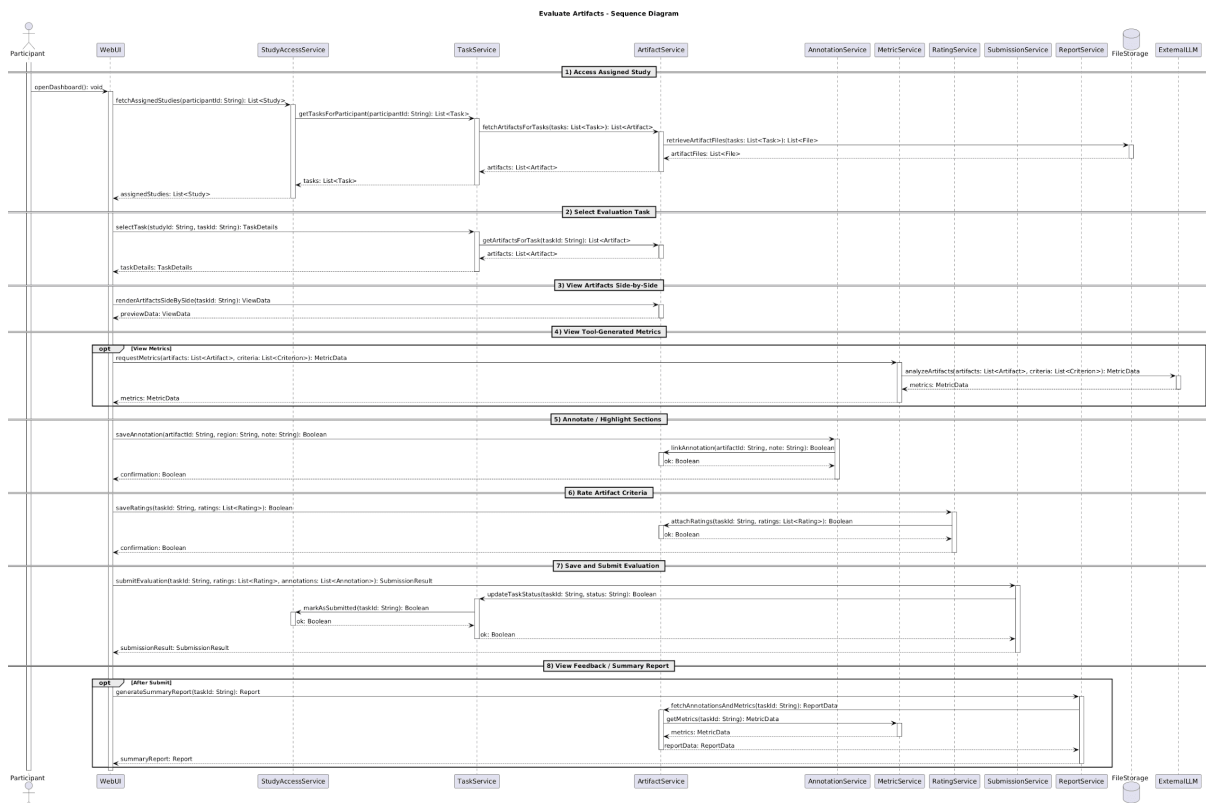 Evaluate Artifacts - Sequence Diagram
Participant
WebUI
StudyAccessService
TaskService
ArtifactService
AnnotationService
MetricService
RatingService
SubmissionService
ReportService
FileStorage
ExternalLLM
1) Access Assigned Study
openDashboard(): void
fetchAssignedStudies(participantId: String): List<Study>
getTasksForParticipant(participantId: String): List<Task>
fetchArtifactsForTasks(tasks: List<Task>): List<Artifact>
retrieveArtifactFiles(tasks: List<Task>): List<File>
artifactFiles: List<File>
artifacts: List<Artifact>
tasks: List<Task>
assignedStudies: List<Study>
2) Select Evaluation Task
selectTask(studyId: String, taskId: String): TaskDetails
getArtifactsForTask(taskId: String): List<Artifact>
artifacts: List<Artifact>
taskDetails: TaskDetails
3) View Artifacts Side-by-Side
renderArtifactsSideBySide(taskId: String): ViewData
previewData: ViewData
4) View Tool-Generated Metrics
opt [View Metrics]
requestMetrics(artifacts: List<Artifact>, criteria: List<Criterion>): MetricData
analyzeArtifacts(artifacts: List<Artifact>, criteria: List<Criterion>): MetricData
metrics: MetricData
metrics: MetricData
5) Annotate / Highlight Sections
saveAnnotation(artifactId: String, region: String, note: String): Boolean
linkAnnotation(artifactId: String, note: String): Boolean
ok: Boolean
confirmation: Boolean
6) Rate Artifact Criteria
saveRatings(taskId: String, ratings: List<Rating>): Boolean
attachRatings(taskId: String, ratings: List<Rating>): Boolean
ok: Boolean
confirmation: Boolean
7) Save and Submit Evaluation
submitEvaluation(taskId: String, ratings: List<Rating>, annotations: List<Annotation>): SubmissionResult
updateTaskStatus(taskId: String, status: String): Boolean
markAsSubmitted(taskId: String): Boolean
ok: Boolean
ok: Boolean
submissionResult: SubmissionResult
8) View Feedback / Summary Report
opt [After Submit]
generateSummaryReport(taskId: String): Report
fetchAnnotationsAndMetrics(taskId: String): ReportData
getMetrics(taskId: String): MetricData
metrics: MetricData
reportData: ReportData
summaryReport: Report
Participant
WebUI
StudyAccessService
TaskService
ArtifactService
AnnotationService
MetricService
RatingService
SubmissionService
ReportService
FileStorage
ExternalLLM